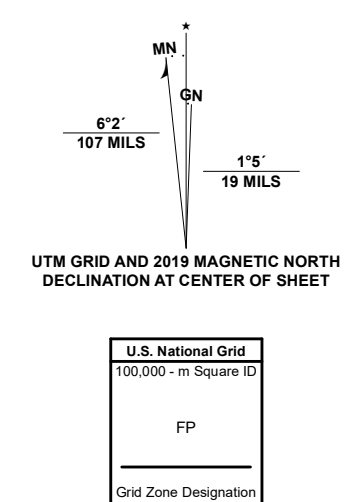 ★
MN
GN
6°2´
107 MILS
1°5´
19 MILS
UTM GRID AND 2019 MAGNETIC NORTH
DECLINATION AT CENTER OF SHEET
U.S. National Grid
100,000 - m Square ID
FP
Grid Zone Designation